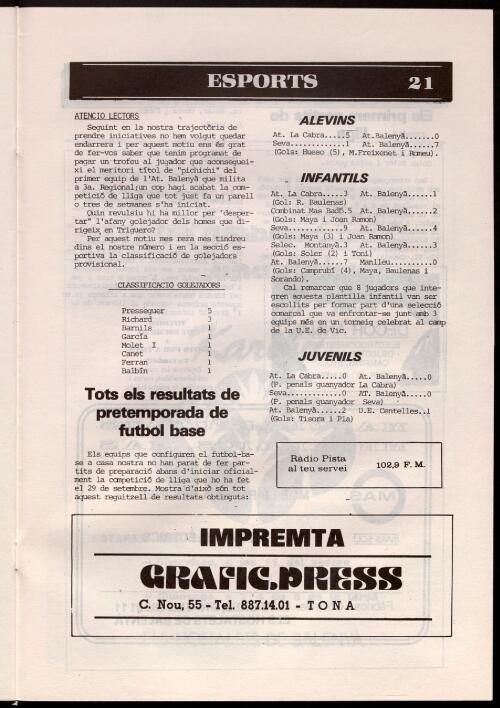 ESPORTS 21
ATENCIO LECTORS
Seguint en la nostra trajectòria de
prendre iniciatives no hem volgut quedar
endarrera i per aquest motiu ens és grat
de fer-vos saber que tenim programat de
pagar un trofeu al jugador que aconseguei-
xi el meritori títol de "pichichi" del
primer equip de l'At. Balenyà que milita
a 3a. Regional;un cop hagi acabat la com-
petició de lliga que tot just fa un parell
o tres de setmanes s'ha iniciat.
Quin revulsiu hi ha millor per "desper-
tar" l'afany golejador dels homes que di-
rigeix en Triguero?
Per aquest motiu mes rera mes tindreu
dins el nostre número i en la secció es-
portiva la classificació de golejadors
provisional.
CLASSIFICACIÓ GOLEJADORS
Presseguer 5
Richard 3
Barnils 1
García 1
Molet I 1
Canet 1
Ferran 1
Balbín 1
Tots els resultats de
pretemporada de
futbol base
Els equips que configuren el futbol-ba-
se a casa nostra no han parat de fer par-
tits de preparació abans d'iniciar oficial-
ment la competició de lliga que ho ha fet
el 29 de setembre. Mostra d'això són tot
aquest reguitzell de resultats obtinguts:
ALEVINS
At. La Cabra.....5 At.Balenyà.......0
Seva.............1 At.Balenyà.......7
(Gols: Busso (5), M.Freixenet i Romeu).
INFANTILS
At. La Cabra.....3 At. Balenyà......1
(Gol: R. Baulenas)
Combinat Mas Bad5.5 At. Balenyà......2
(Gols: Maya i Joan Ramon)
Seva.............9 At. Balenyà......4
(Gols: Maya (3) i Joan Ramon)
Selec. Montanyà.3 At. Balenyà......3
(Gols: Soler (2) i Toni)
At. Balenyà......7 Manlleu..........0
(Gols: Camprubí (4), Maya, Baulenas i
Sorando).
Cal remarcar que 8 jugadors que inte-
gren aquesta plantilla infantil van ser
escollits per formar part d'una selecció
comarcal que va enfrontar-se junt amb 3
equips més en un torneig celebrat al camp
de la U.E. de Vic.
JUVENILS
At. La Cabra.....0 At. Balenyà.....0
(P. penals guanyador La Cabra)
Seva.............0 AT. Balenyà.....0
(P. penals guanyador Seva)
At. Balenyà......2 U.E. Centelles..1
(Gols: Tisora i Pla)
Ràdio Pista
al teu servei 102,9 F. M.
IMPREMTA
GRAFIC.PRESS
C. Nou, 55 - Tel. 887.14.01 - TONA